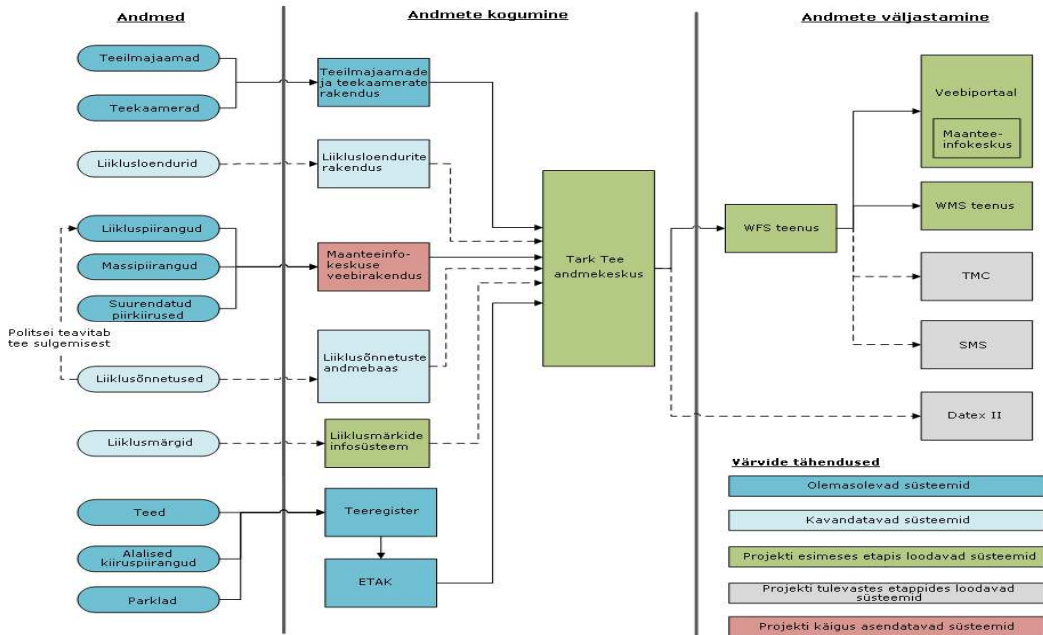 Andmed
Andmete kogumine
Andmete väljastamine
Teeilmajaamad
Teekaamerad
Liiklusloendurid
Liikluspiirangud
Massipiirangud
Suurendatud
piirkiirused
Politsei teavitab
tee sulgemisest
Liiklusõnnetused
Liiklusmärgid
Teed
Alalised
kiiruspiirangud
Parklad
Teeilmajaamade
ja teekaamerate
rakendus
Liiklusloendurite
rakendus
Maanteeinfo-
keskuse
veebirakendus
Liiklusõnnetuste
andmebaas
Liiklusmärkide
infosüsteem
Teeregister
ETAK
Tark Tee
andmekeskus
WFS teenus
Veebiportaal
Maantee-
infokeskus
WMS teenus
TMC
SMS
Datex II
Värvide tähendused
Olemasolevad süsteemid
Kavandatavad süsteemid
Projekti esimeses etapis loodavad süsteemid
Projekti tulevastes etappides loodavad
süsteemid
Projekti käigus asendatavad süsteemid